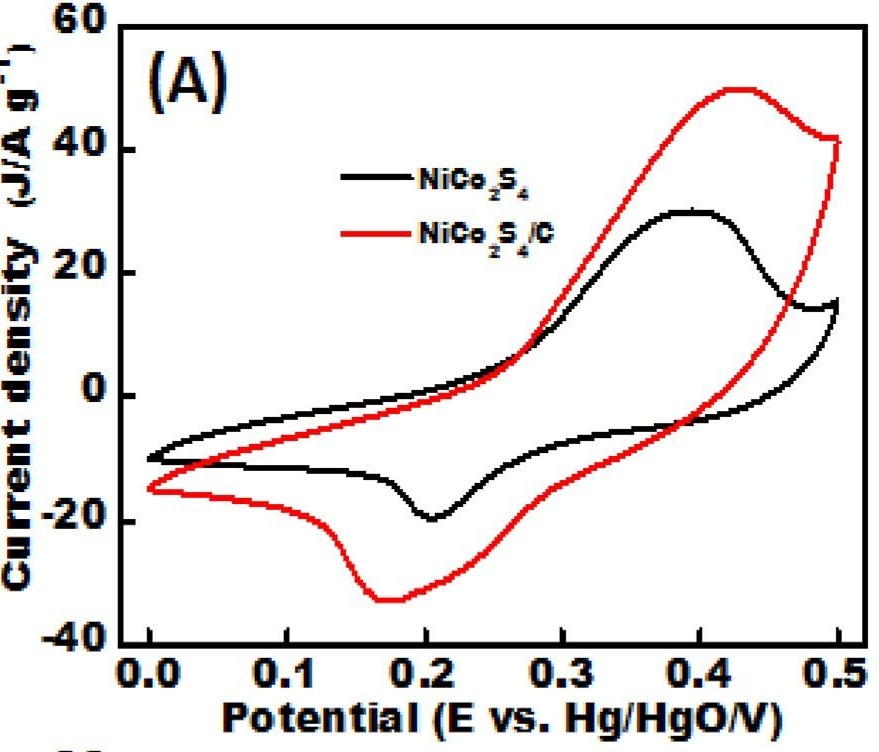 60
40
20
0
-20
-40
Current density (J/A g⁻¹)
(A)
NiCo₂S₄
NiCo₂S₄/C
0.0 0.1 0.2 0.3 0.4 0.5
Potential (E vs. Hg/HgO/V)